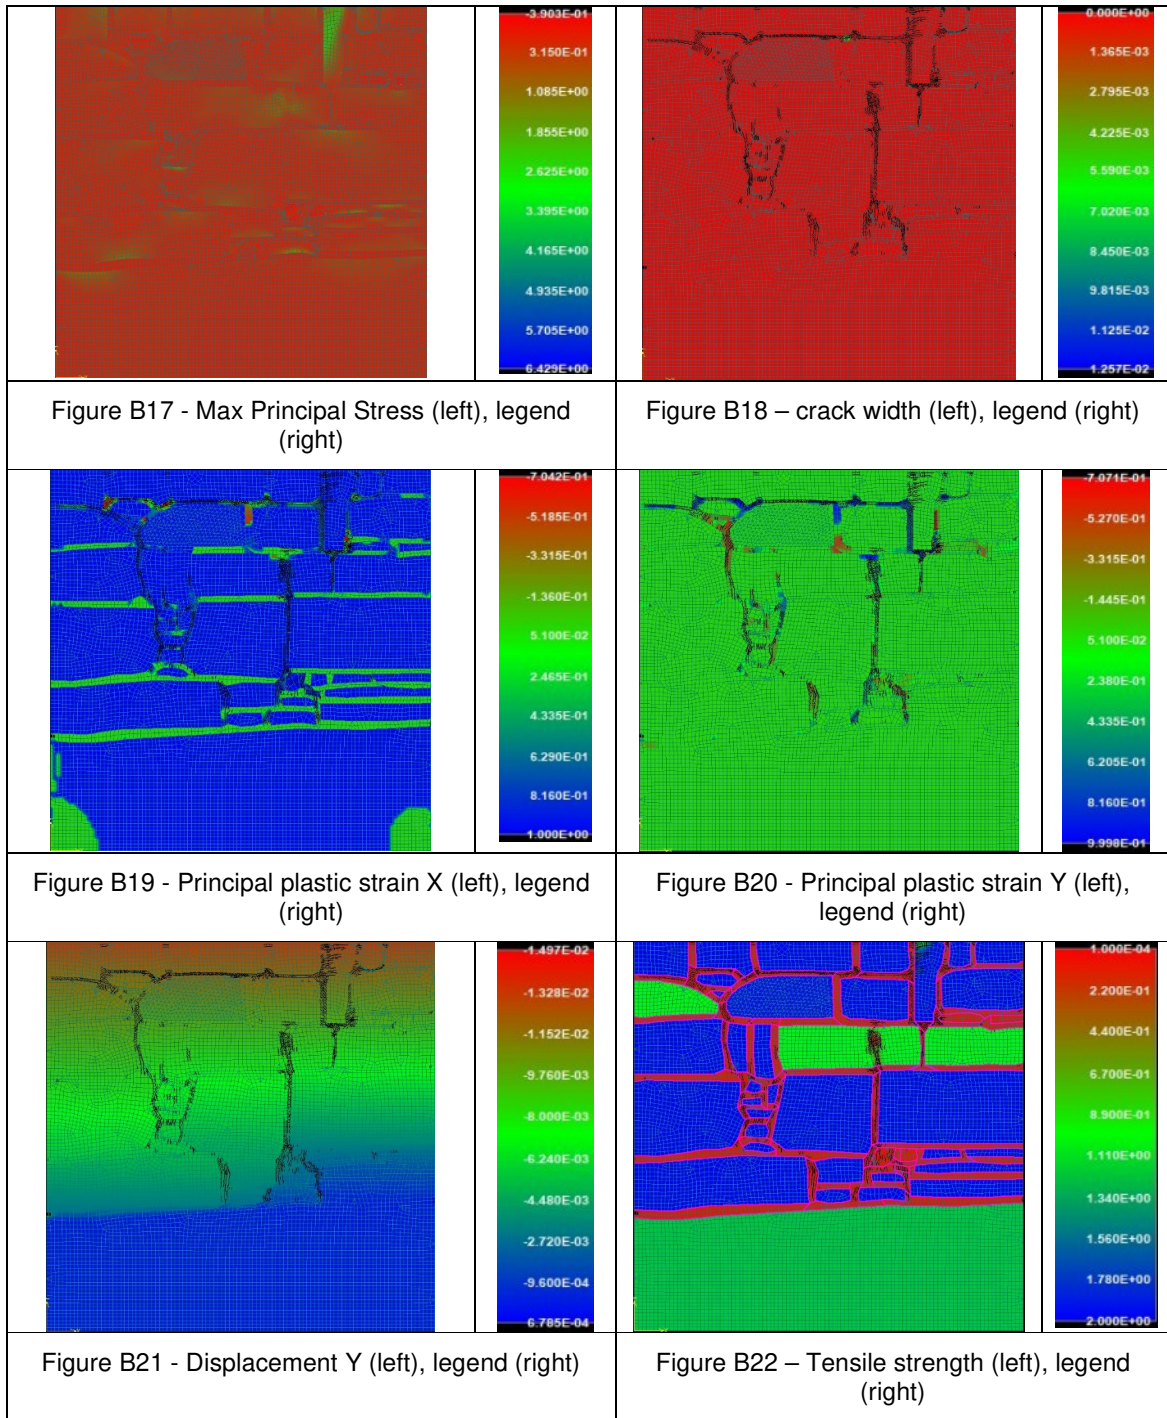 -3.903E-01
3.150E-01
1.085E+00
1.855E+00
2.625E+00
3.395E+00
4.165E+00
4.935E+00
5.705E+00
6.429E+00
0.000E+00
1.365E-03
2.795E-03
4.225E-03
5.590E-03
7.020E-03
8.450E-03
9.815E-03
1.125E-02
1.257E-02
Figure B17 - Max Principal Stress (left), legend
(right)
Figure B18 – crack width (left), legend (right)
-7.042E-01
-5.185E-01
-3.315E-01
-1.360E-01
5.100E-02
2.465E-01
4.335E-01
6.290E-01
8.160E-01
1.000E+00
-7.071E-01
-5.270E-01
-3.315E-01
-1.445E-01
5.100E-02
2.380E-01
4.335E-01
6.205E-01
8.160E-01
9.998E-01
Figure B19 - Principal plastic strain X (left), legend
(right)
Figure B20 - Principal plastic strain Y (left),
legend (right)
-1.497E-02
-1.328E-02
-1.152E-02
-9.760E-03
-8.000E-03
-6.240E-03
-4.480E-03
-2.720E-03
-9.600E-04
6.785E-04
1.000E-04
2.200E-01
4.400E-01
6.700E-01
8.900E-01
1.110E+00
1.340E+00
1.560E+00
1.780E+00
2.000E+00
Figure B21 - Displacement Y (left), legend (right)
Figure B22 – Tensile strength (left), legend
(right)